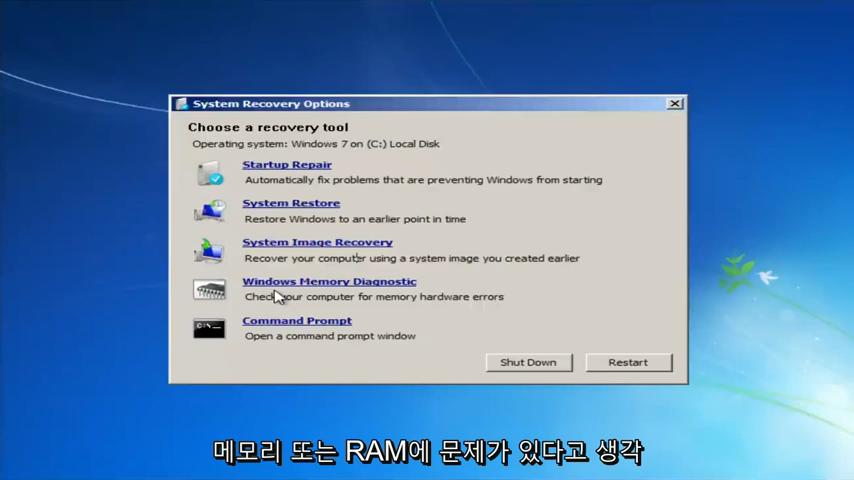 System Recovery Options
Choose a recovery tool
Operating system: Windows 7 on (C:) Local Disk
Startup Repair
Automatically fix problems that are preventing Windows from starting
System Restore
Restore Windows to an earlier point in time
System Image Recovery
Recover your computer using a system image you created earlier
Windows Memory Diagnostic
Check your computer for memory hardware errors
C:\_
Command Prompt
Open a command prompt window
Shut Down Restart
메모리 또는 RAM에 문제가 있다고 생각